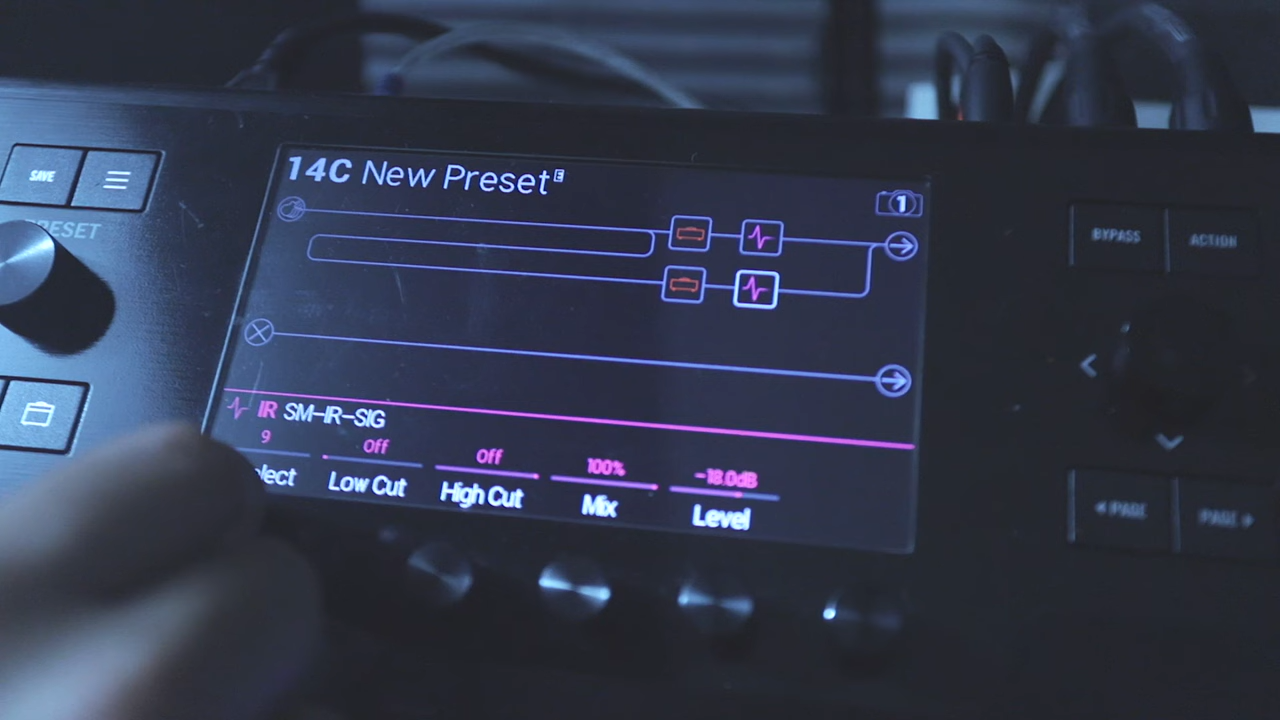 SAVE
PRESET
14C New Preset E
1
BYPASS
ACTION
IR SM-IR-SIG
9 Off Off 100% -18.0dB
Low Cut High Cut Mix Level
PAGE PAGE